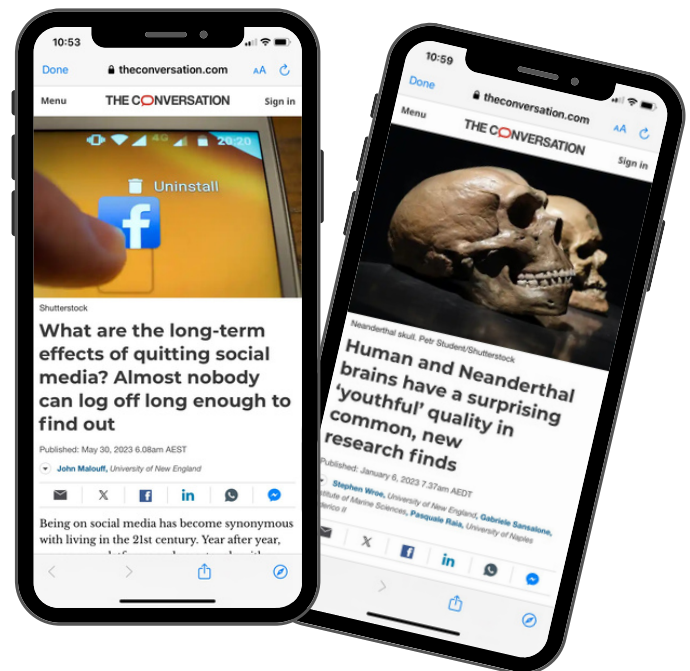 10:53
Done
theconversation.com
AA
Menu
THE CONVERSATION
Sign in
4G
20:20
Uninstall
f
Shutterstock
What are the long-term
effects of quitting social
media? Almost nobody
can log off long enough to
find out
Published: May 30, 2023 6.08am AEST
John Malouff, University of New England
Being on social media has become synonymous
with living in the 21st century. Year after year,
10:59
Done
theconversation.com
AA
Menu
THE CONVERSATION
Sign in
Neanderthal skull. Petr Student/Shutterstock
Human and Neanderthal
brains have a surprising
‘youthful’ quality in
common, new
research finds
Published: January 6, 2023 7.37am AEDT
Stephen Wroe, University of New England, Gabriele Sansalone,
of Marine Sciences, Pasquale Raia, University of Naples
II